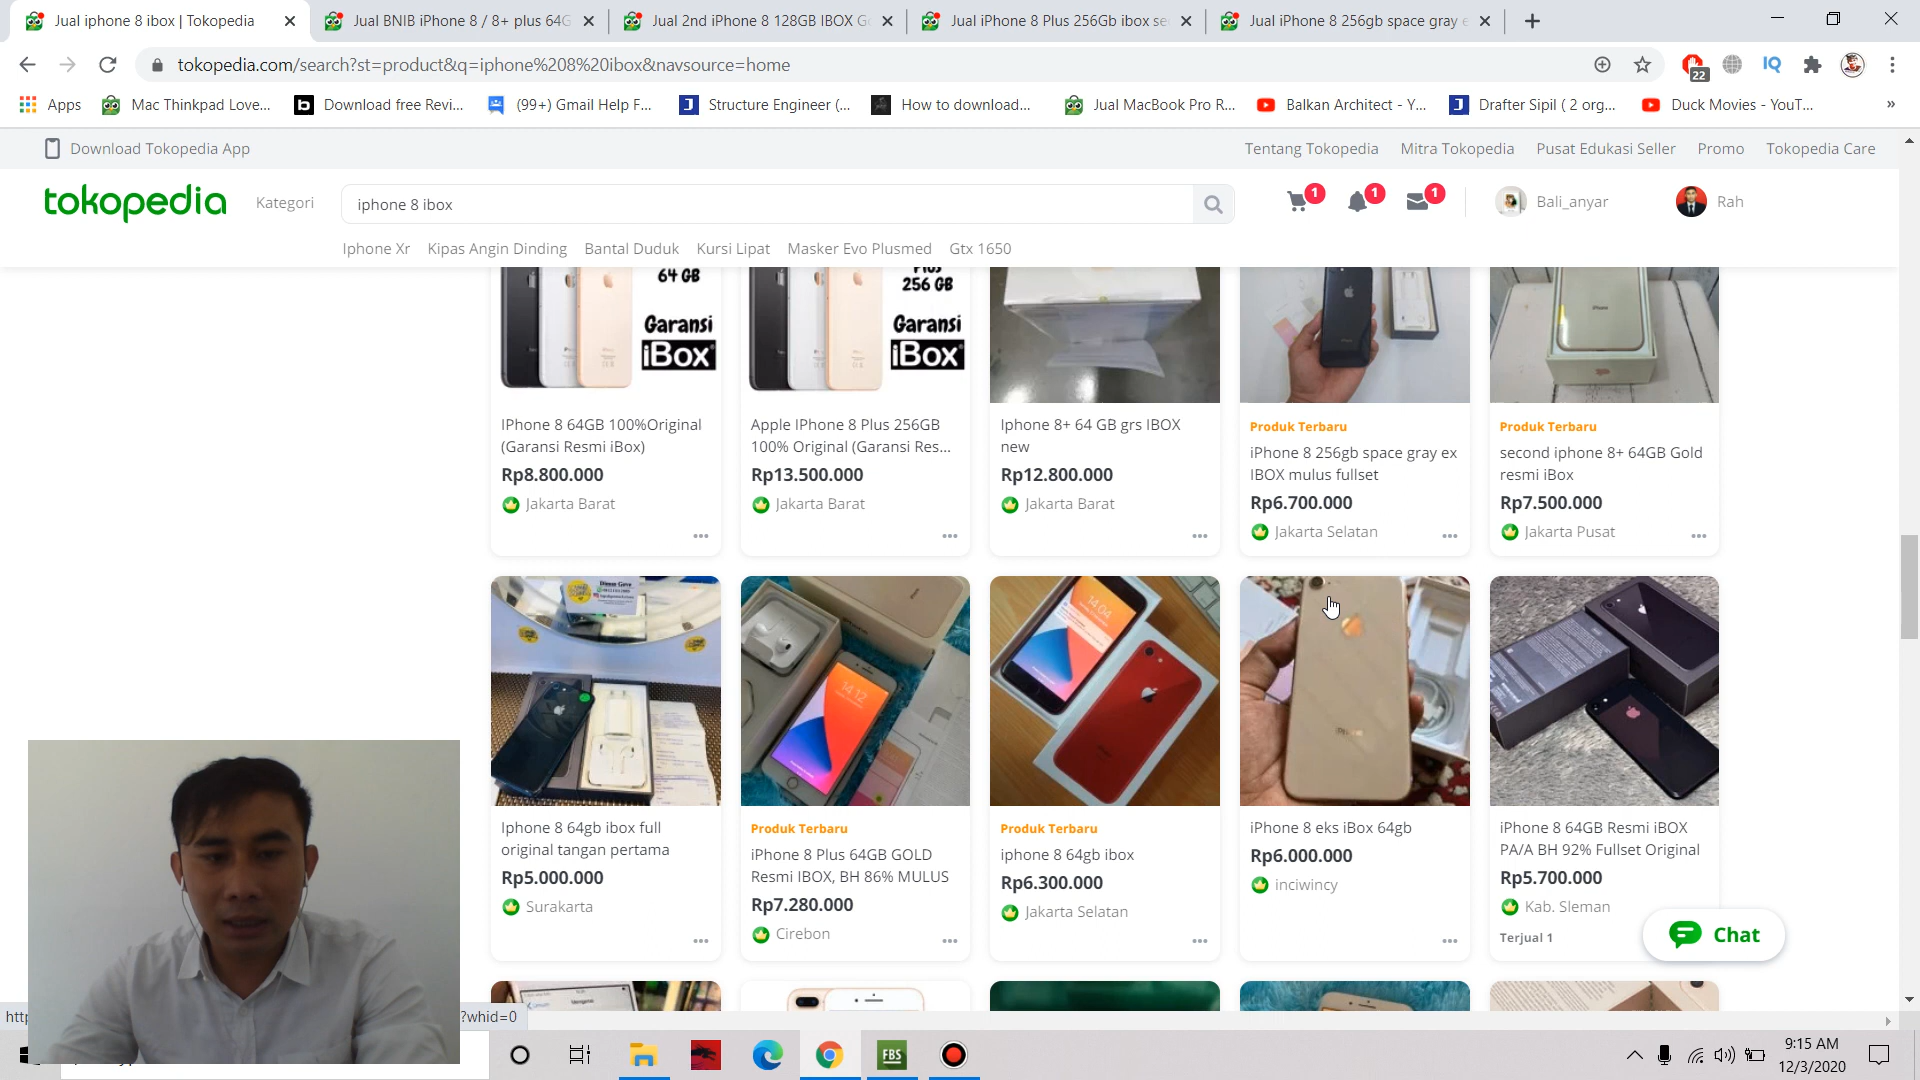 Jual iphone 8 ibox | Tokopedia
Jual BNIB iPhone 8 / 8+ plus 64G
Jual 2nd iPhone 8 128GB IBOX G
Jual iPhone 8 Plus 256Gb ibox se
Jual iPhone 8 256gb space gray e
tokopedia.com/search?st=product&q=iphone%208%20ibox&navsource=home
22
IQ
Apps
Mac Thinkpad Love...
Download free Revi...
(99+) Gmail Help F...
Structure Engineer (...
How to download...
Jual MacBook Pro R...
Balkan Architect - Y...
Drafter Sipil ( 2 org...
Duck Movies - YouT...
»
Download Tokopedia App
Tentang Tokopedia
Mitra Tokopedia
Pusat Edukasi Seller
Promo
Tokopedia Care
tokopedia
Kategori
iphone 8 ibox
1
1
1
Bali_anyar
Rah
Iphone Xr
Kipas Angin Dinding
Bantal Duduk
Kursi Lipat
Masker Evo Plusmed
Gtx 1650
64 GB
Garansi
iBox
Plus
256 GB
Garansi
iBox
IPhone 8 64GB 100%Original
(Garansi Resmi iBox)
Rp8.800.000
Jakarta Barat
Apple IPhone 8 Plus 256GB
100% Original (Garansi Res...
Rp13.500.000
Jakarta Barat
Iphone 8+ 64 GB grs IBOX
new
Rp12.800.000
Jakarta Barat
Produk Terbaru
iPhone 8 256gb space gray ex
IBOX mulus fullset
Rp6.700.000
Jakarta Selatan
Produk Terbaru
second iphone 8+ 64GB Gold
resmi iBox
Rp7.500.000
Jakarta Pusat
14:12
14:04
Iphone 8 64gb ibox full
original tangan pertama
Rp5.000.000
Surakarta
Produk Terbaru
iPhone 8 Plus 64GB GOLD
Resmi IBOX, BH 86% MULUS
Rp7.280.000
Cirebon
Produk Terbaru
iphone 8 64gb ibox
Rp6.300.000
Jakarta Selatan
iPhone 8 eks iBox 64gb
Rp6.000.000
inciwincy
iPhone 8 64GB Resmi iBOX
PA/A BH 92% Fullset Original
Rp5.700.000
Kab. Sleman
Terjual 1
Chat
?whid=0
FBS
9:15 AM
12/3/2020